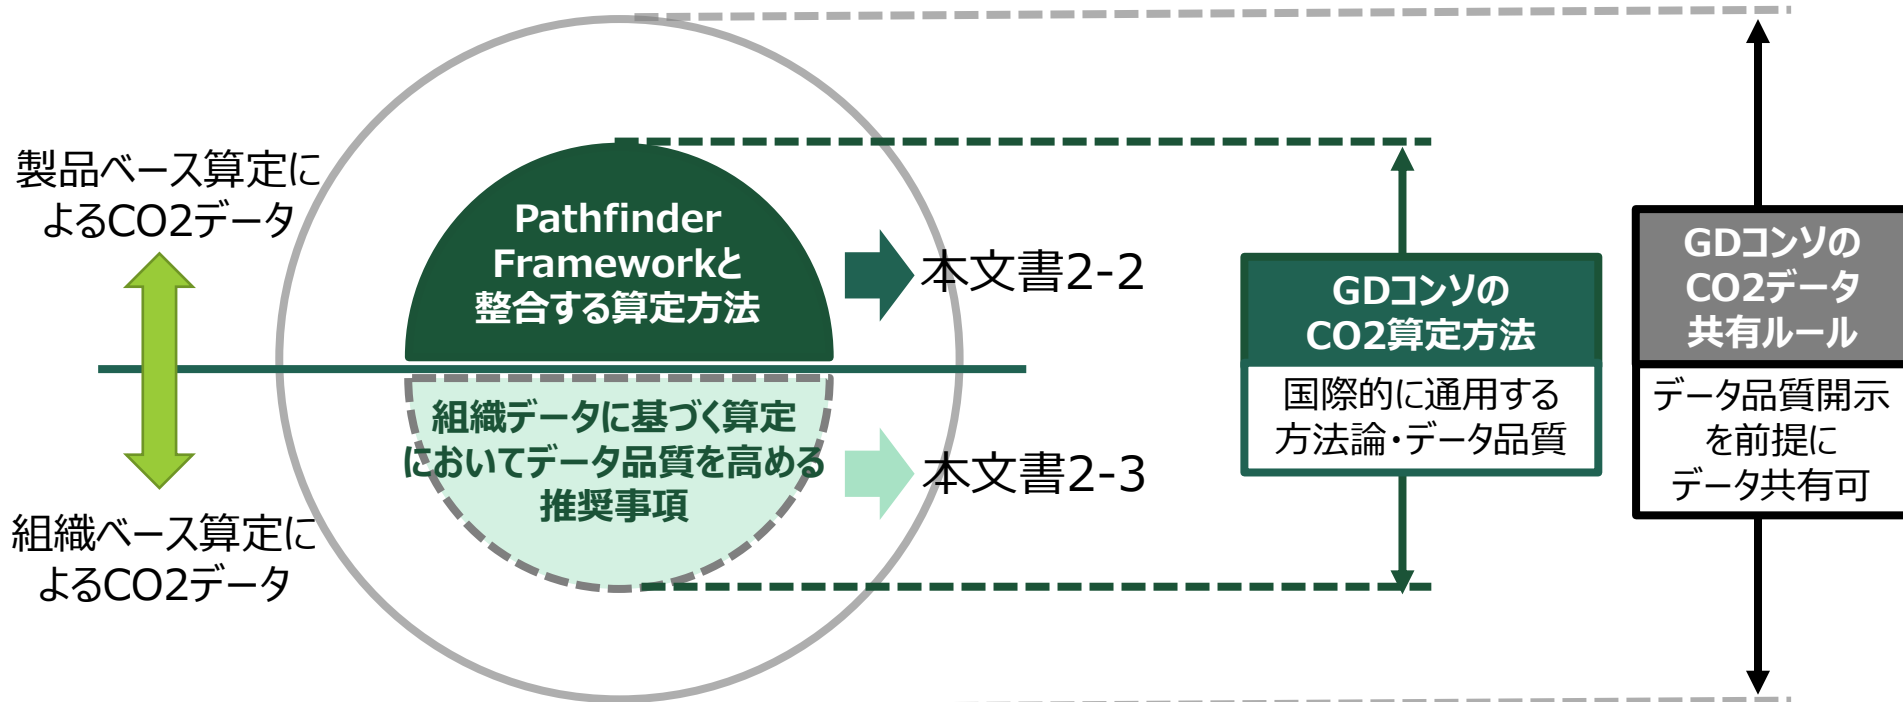 製品ベース算定に
よるCO2データ
組織ベース算定に
よるCO2データ
Pathfinder
Frameworkと
整合する算定方法
組織データに基づく算定
においてデータ品質を高める
推奨事項
本文書2-2
本文書2-3
GDコンソの
CO2算定方法
国際的に通用する
方法論・データ品質
GDコンソの
CO2データ
共有ルール
データ品質開示
を前提に
データ共有可